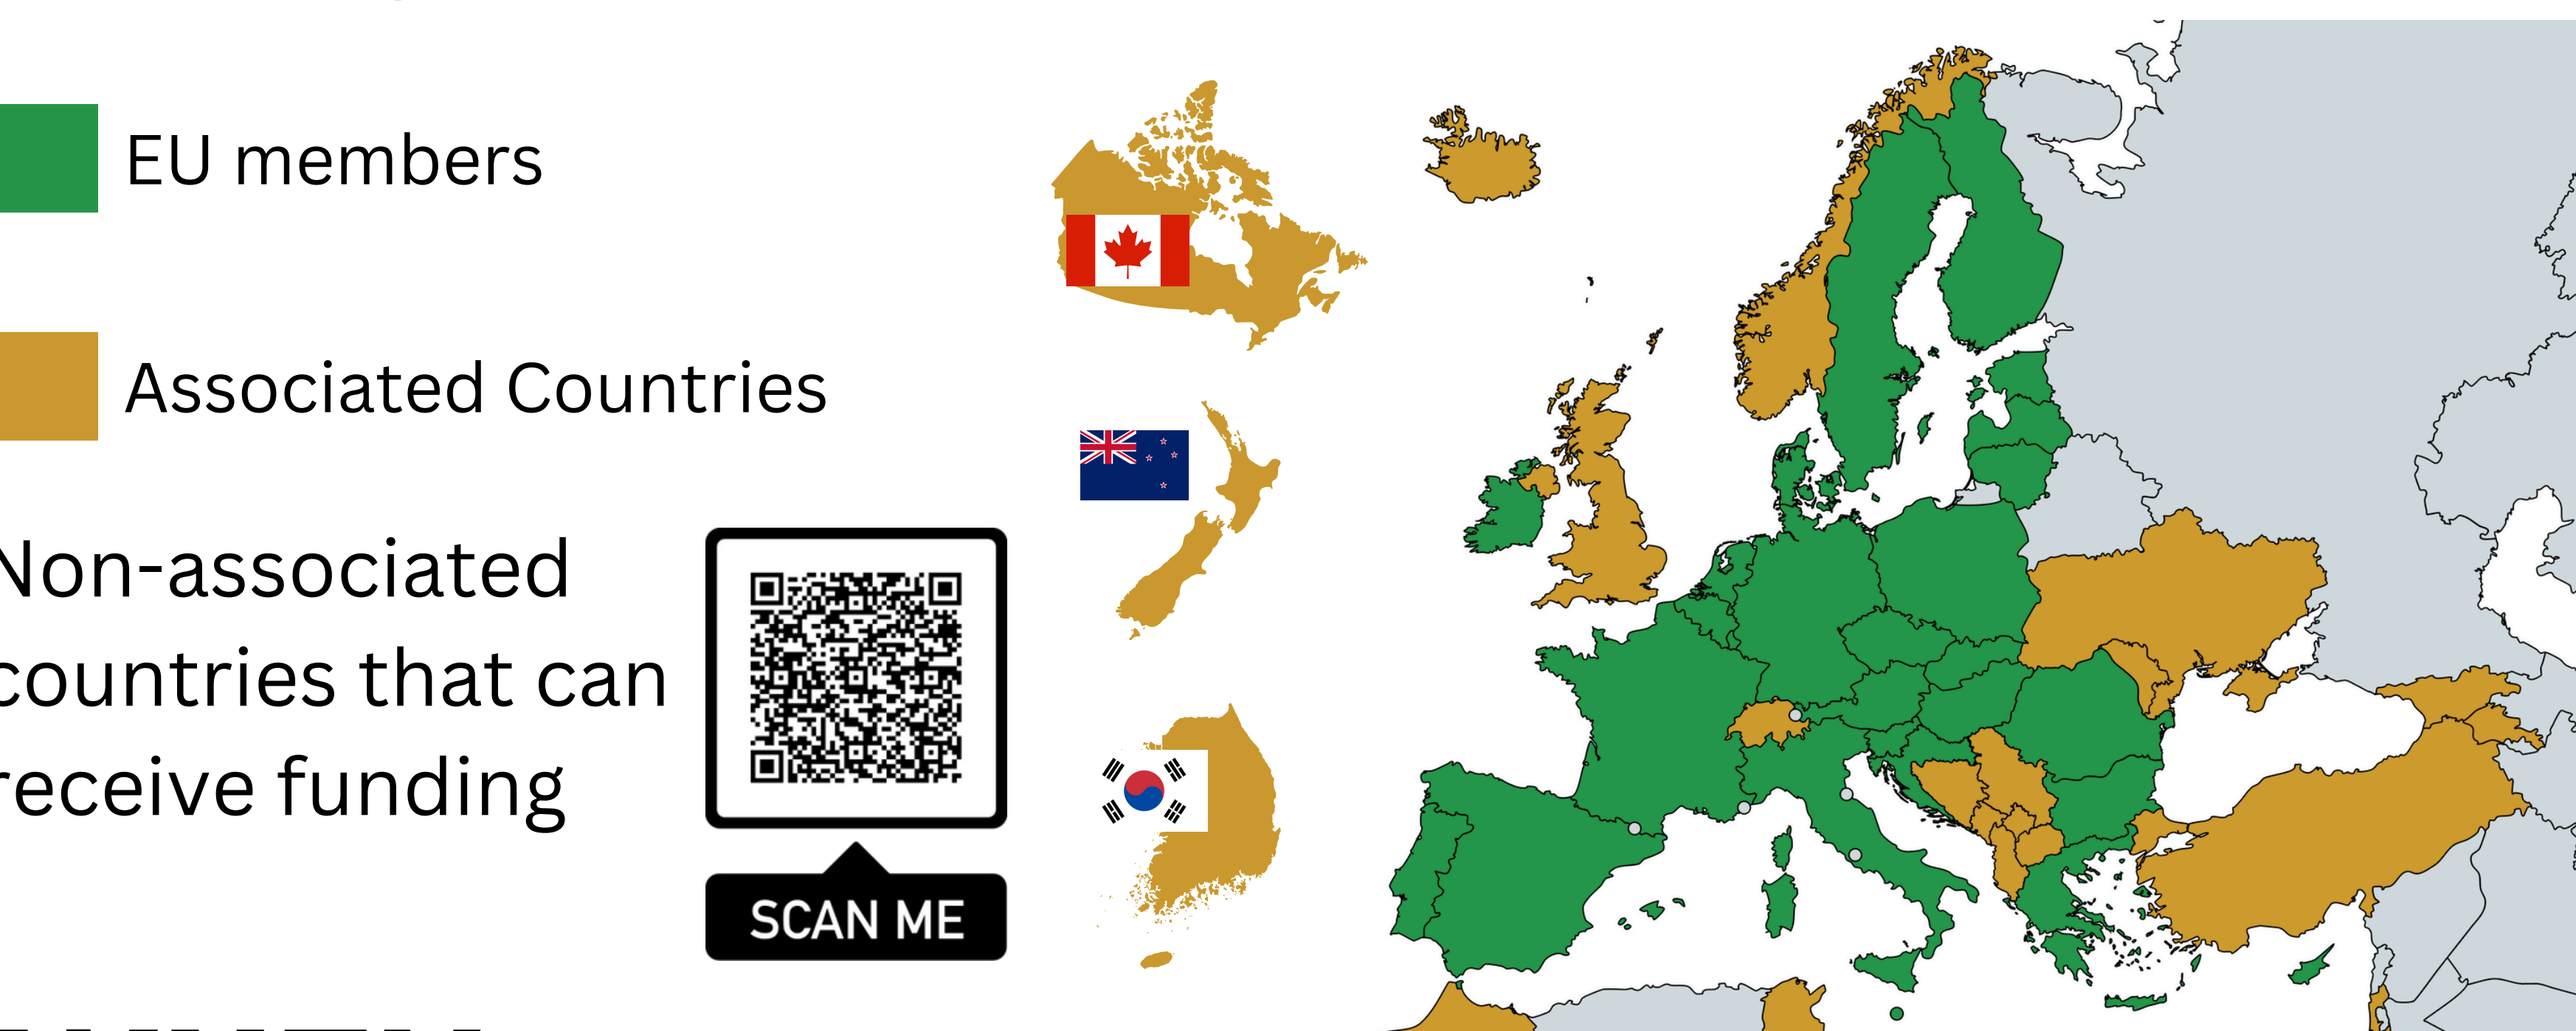 EU members
Associated Countries
Non-associated
countries that can
receive funding
SCAN ME